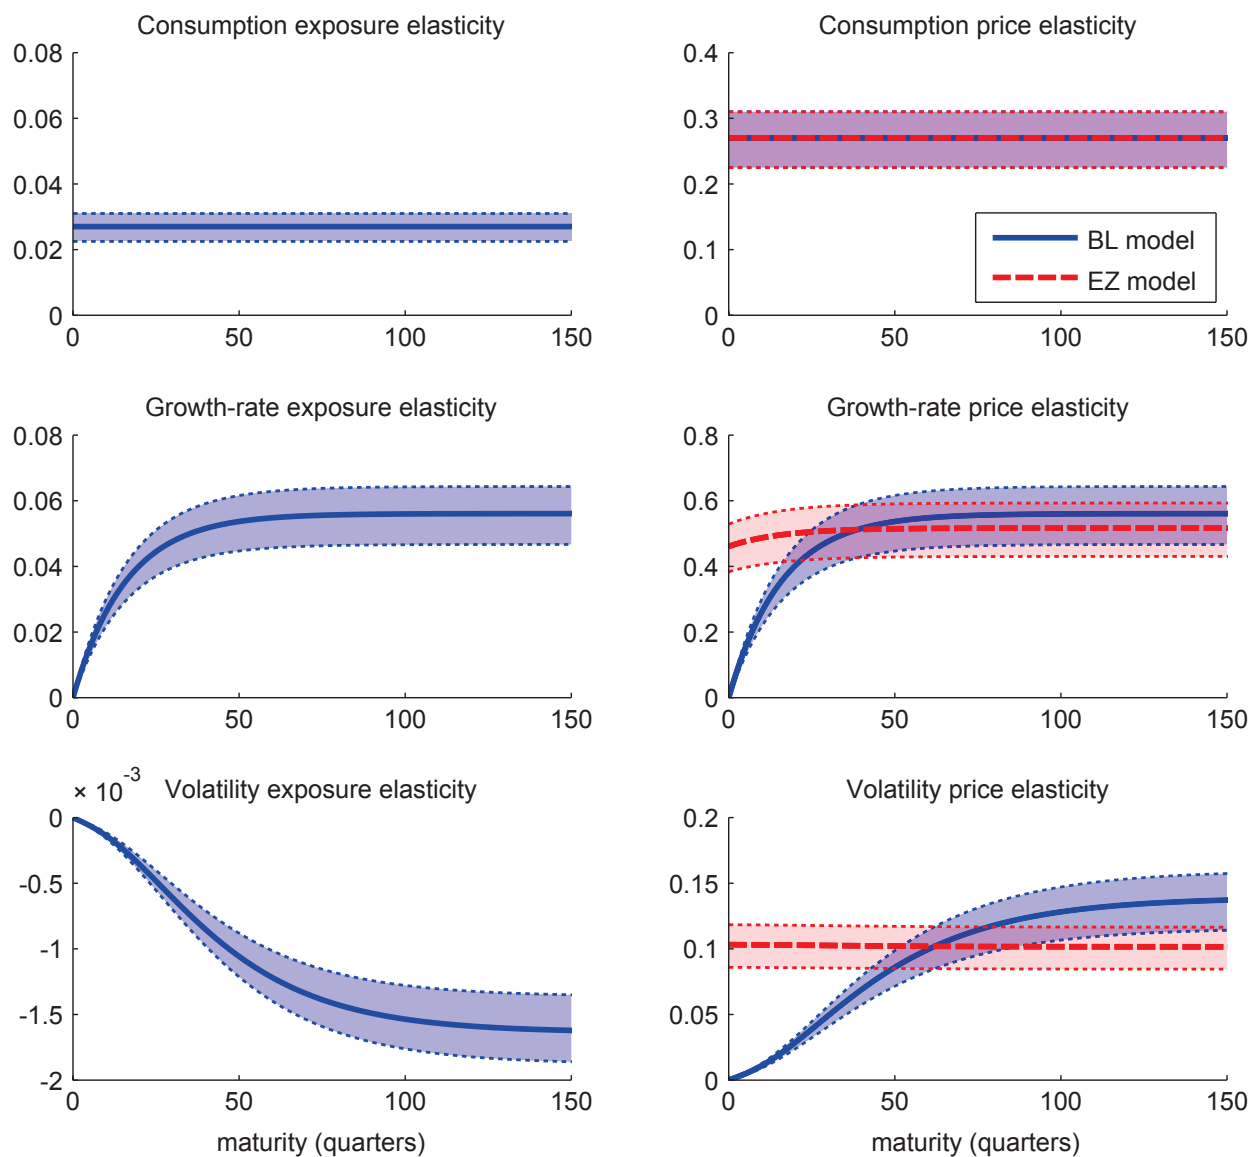 Consumption exposure elasticity
0.08
0.06
0.04
0.02
0
0 50 100 150
Consumption price elasticity
0.4
0.3
0.2
0.1
0
0 50 100 150
BL model
EZ model
Growth-rate exposure elasticity
0.08
0.06
0.04
0.02
0
0 50 100 150
Growth-rate price elasticity
0.8
0.6
0.4
0.2
0
0 50 100 150
× 10-3 Volatility exposure elasticity
0
-0.5
-1
-1.5
-2
0 50 100 150
maturity (quarters)
Volatility price elasticity
0.2
0.15
0.1
0.05
0
0 50 100 150
maturity (quarters)